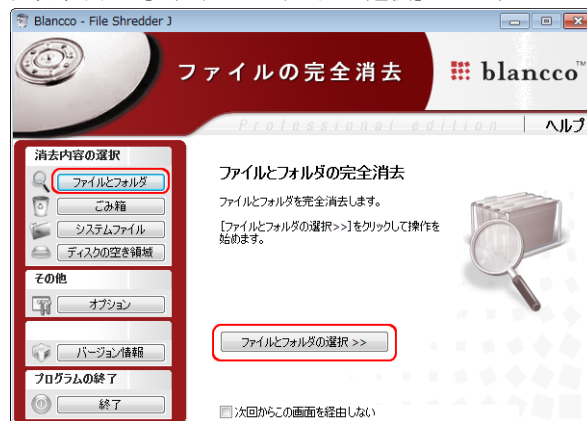 Blancco - File Shredder J
ファイルの完全消去
blancco™
Professional edition
ヘルプ
消去内容の選択
ファイルとフォルダ
ごみ箱
システムファイル
ディスクの空き領域
その他
オプション
バージョン情報
プログラムの終了
終了
ファイルとフォルダの完全消去
ファイルとフォルダを完全消去します。
[ファイルとフォルダの選択>>]をクリックして操作を
始めます。
ファイルとフォルダの選択 >>
次回からこの画面を経由しない